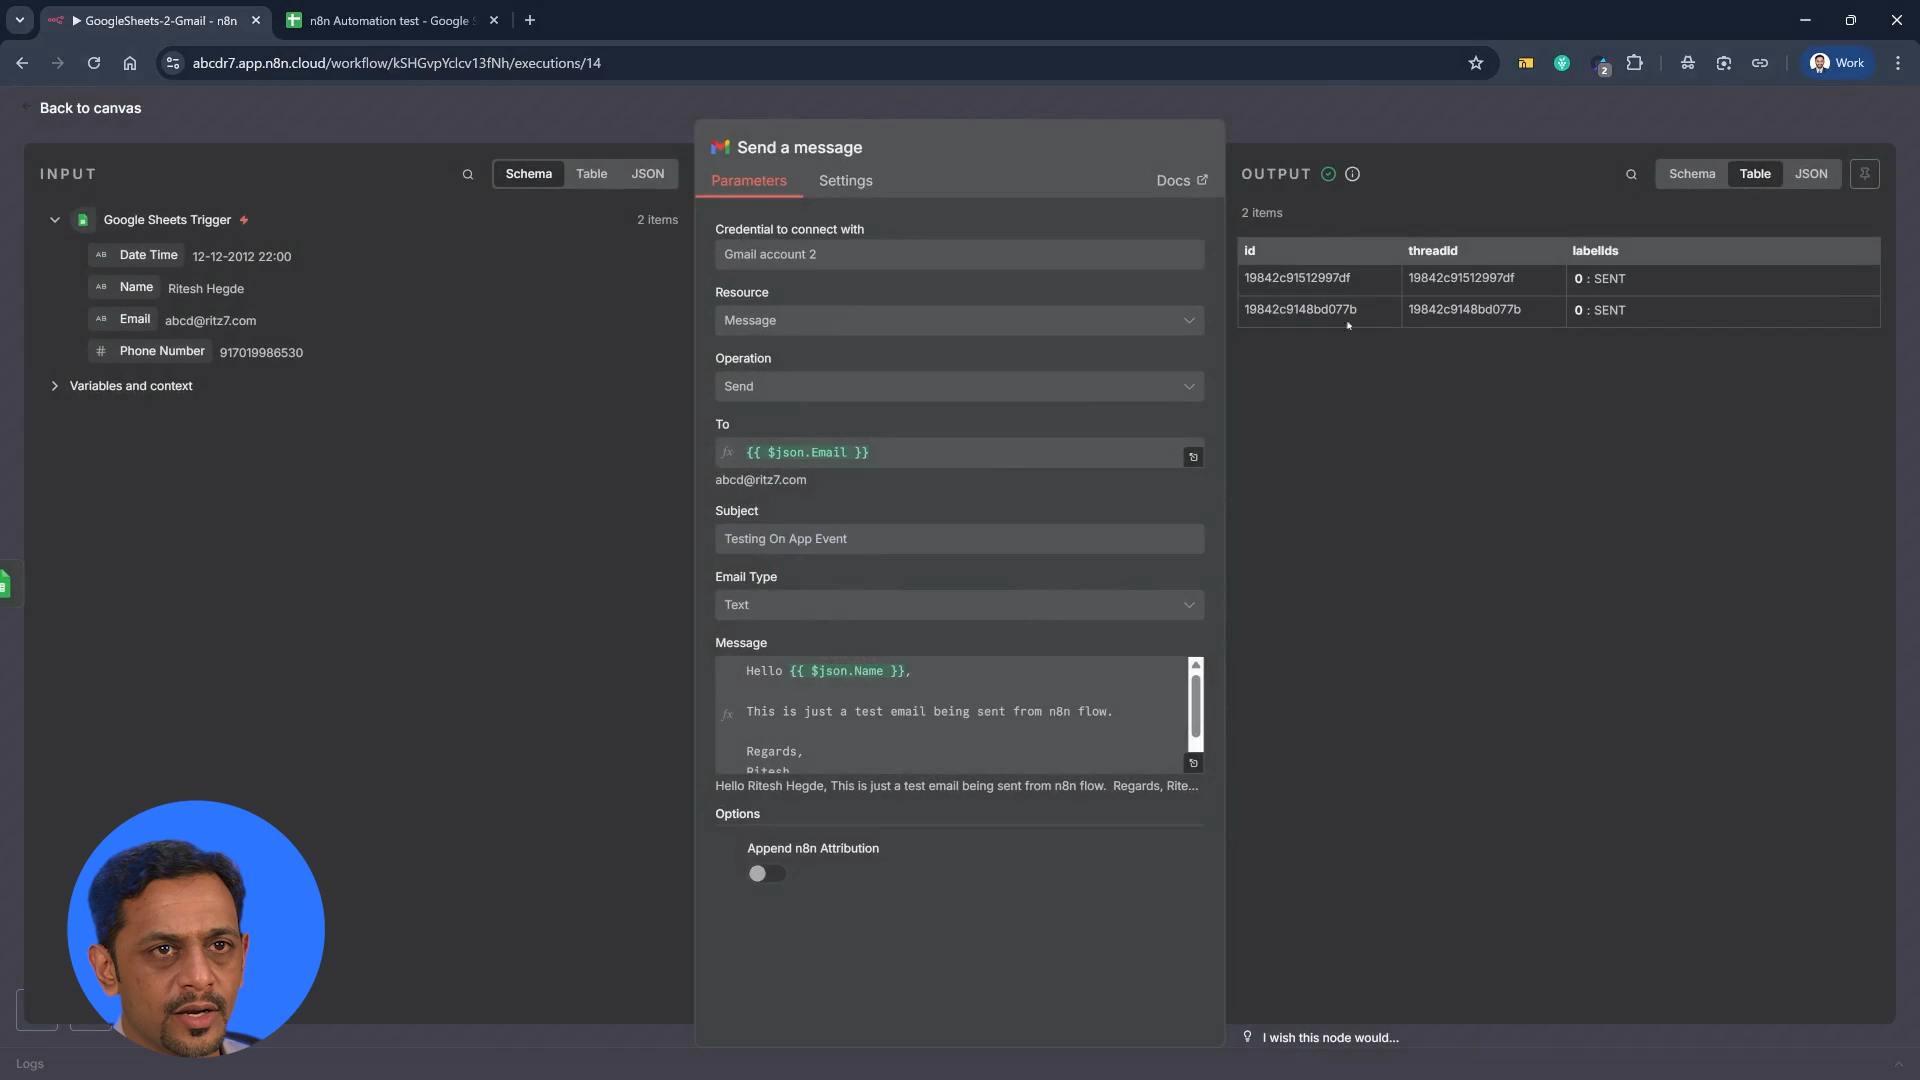 GoogleSheets-2-Gmail - n8n
n8n Automation test - Google S
abcdr7.app.n8n.cloud/workflow/kSHGvpYclcv13fNh/executions/14
2
Work
Back to canvas
INPUT
Schema
Table
JSON
Google Sheets Trigger
2 items
AB Date Time 12-12-2012 22:00
AB Name Ritesh Hegde
AB Email abcd@ritz7.com
# Phone Number 917019986530
Variables and context
Send a message
Parameters
Settings
Docs
Credential to connect with
Gmail account 2
Resource
Message
Operation
Send
To
fx {{ $json.Email }}
abcd@ritz7.com
Subject
Testing On App Event
Email Type
Text
Message
Hello {{ $json.Name }},
fx This is just a test email being sent from n8n flow.
Regards,
Ritesh
Hello Ritesh Hegde, This is just a test email being sent from n8n flow. Regards, Rite...
Options
Append n8n Attribution
OUTPUT
Schema
Table
JSON
2 items
id threadId labelIds
19842c91512997df 19842c91512997df 0 : SENT
19842c9148bd077b 19842c9148bd077b 0 : SENT
I wish this node would...
Logs